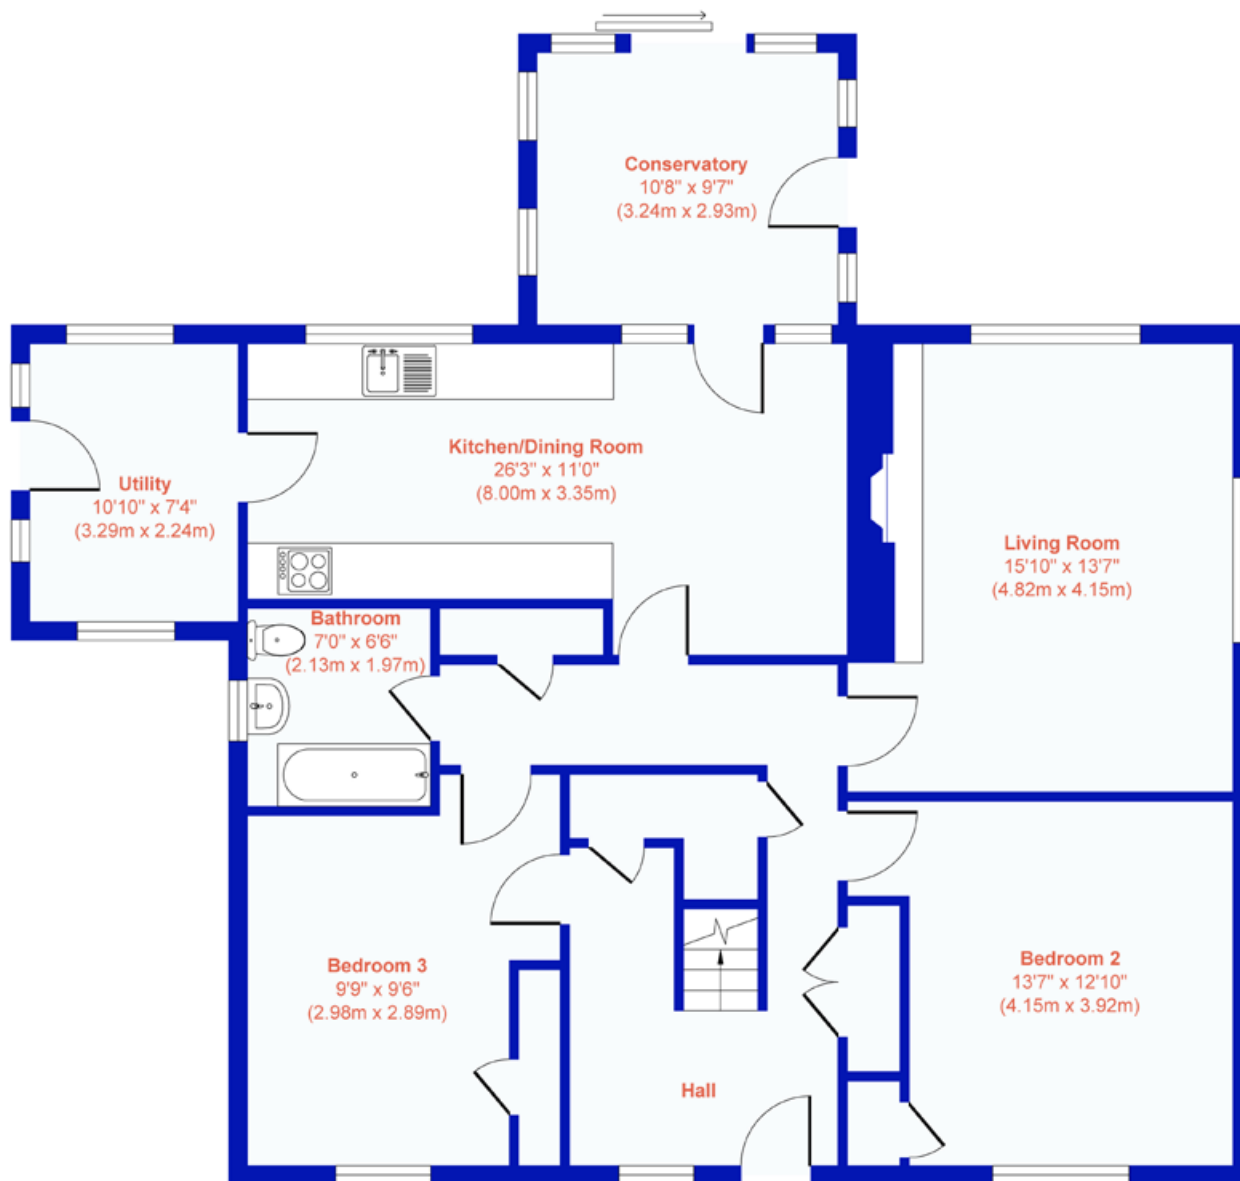 Conservatory
10'8" x 9'7"
(3.24m x 2.93m)
Kitchen/Dining Room
26'3" x 11'0"
(8.00m x 3.35m)
Utility
10'10" x 7'4"
(3.29m x 2.24m)
Living Room
15'10" x 13'7"
(4.82m x 4.15m)
Bathroom
7'0" x 6'6"
(2.13m x 1.97m)
Bedroom 3
9'9" x 9'6"
(2.98m x 2.89m)
Bedroom 2
13'7" x 12'10"
(4.15m x 3.92m)
Hall